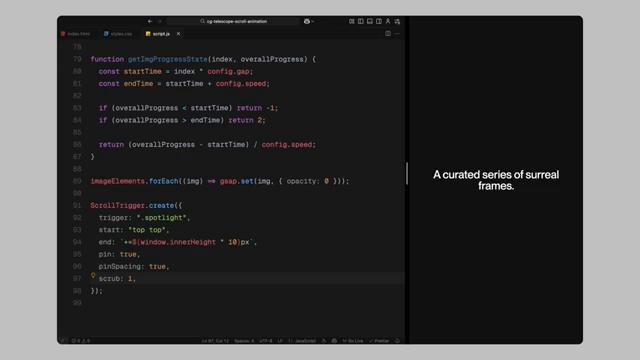 cg-telescope-scroll-animation
index.html
styles.css
script.js
78
79 function getImgProgressState(index, overallProgress) {
80 const startTime = index * config.gap;
81 const endTime = startTime + config.speed;
82
83 if (overallProgress < startTime) return -1;
84 if (overallProgress > endTime) return 2;
85
86 return (overallProgress - startTime) / config.speed;
87 }
88
89 imageElements.forEach((img) => gsap.set(img, { opacity: 0 }));
90
91 ScrollTrigger.create({
92 trigger: ".spotlight",
93 start: "top top",
94 end: `+=${window.innerHeight * 10}px`,
95 pin: true,
96 pinSpacing: true,
97 scrub: 1,
98 });
99
A curated series of surreal
frames.
Ln 97, Col 12
Spaces: 4
UTF-8
LF
JavaScript
Go Live
Prettier